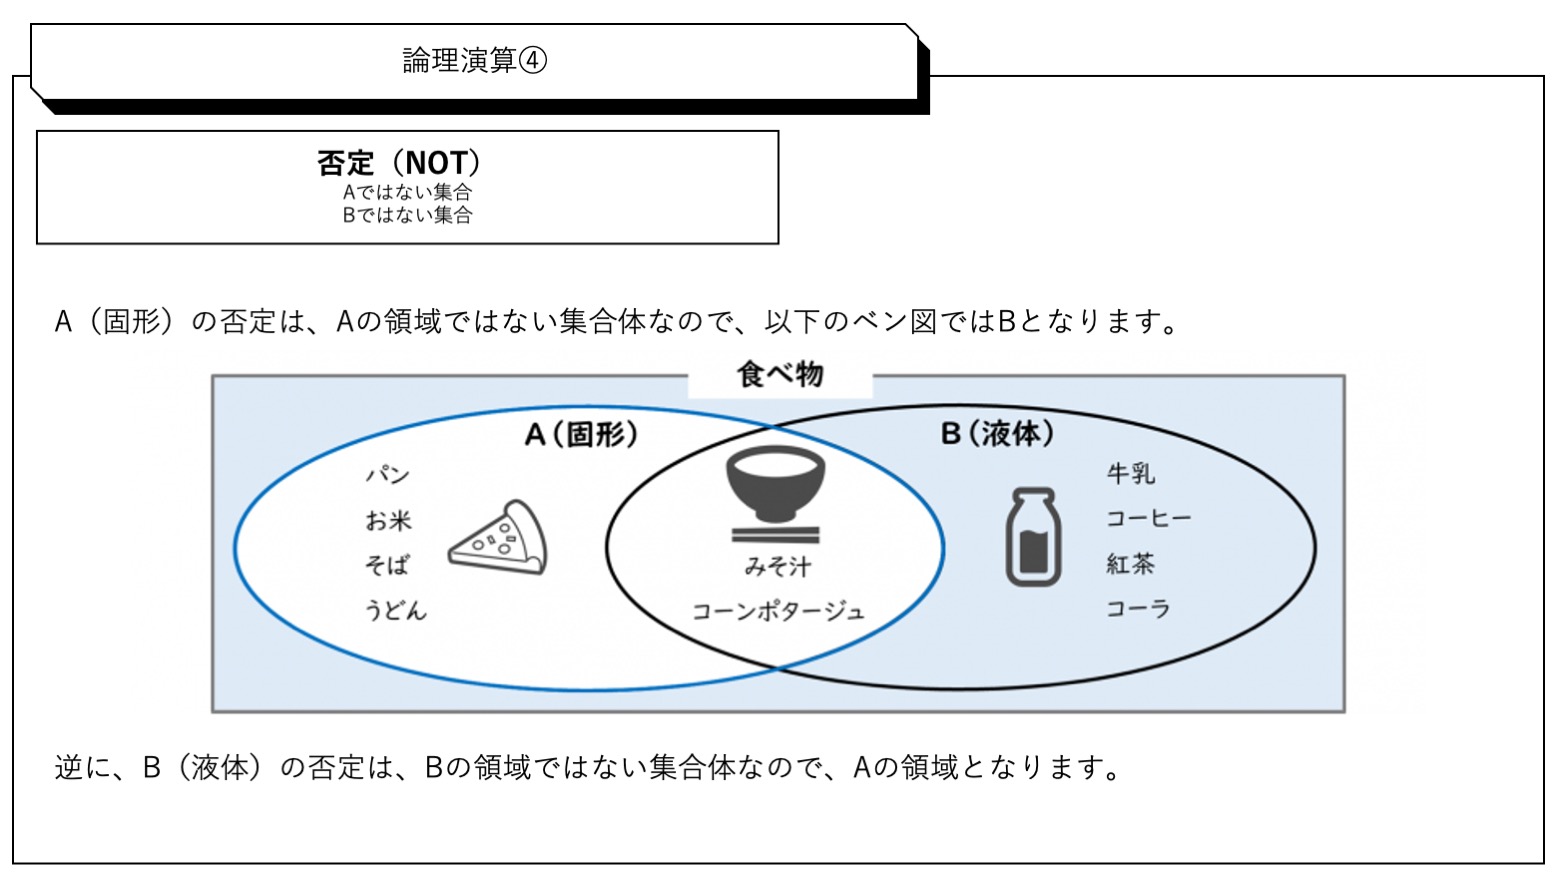 論理演算④
否定（NOT）
Aではない集合
Bではない集合
A（固形）の否定は、Aの領域ではない集合体なので、以下のベン図ではBとなります。
食べ物
A（固形）
パン
お米
そば
うどん
みそ汁
コーンポタージュ
B（液体）
牛乳
コーヒー
紅茶
コーラ
逆に、B（液体）の否定は、Bの領域ではない集合体なので、Aの領域となります。